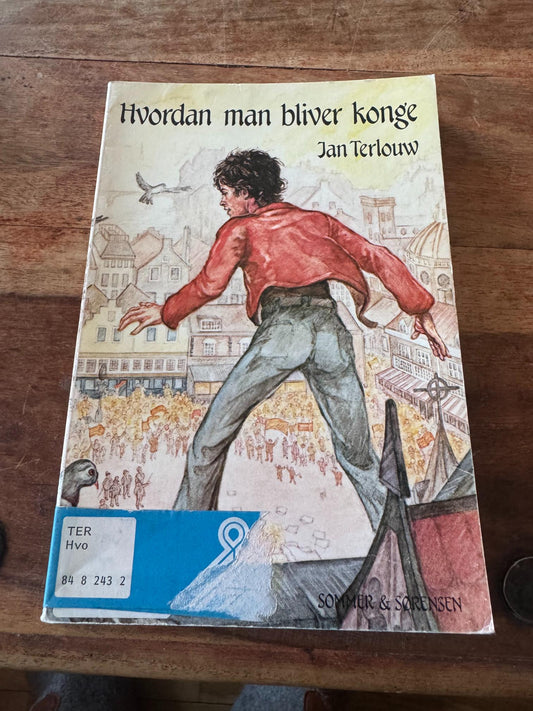 Hvordan man bliver konge
Jan Terlouw
TER
Hvo
84 8 243 2
SOMMER & SØRENSEN